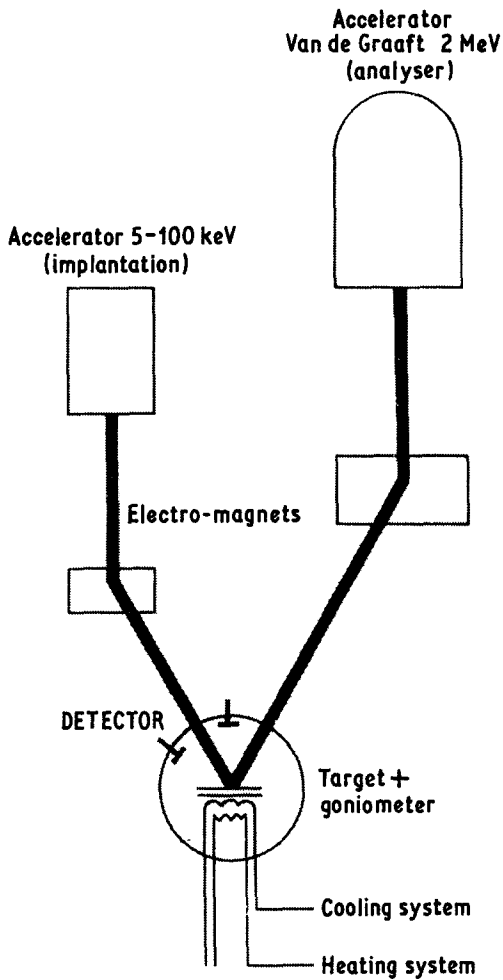 Accelerator
Van de Graaft 2 MeV
(analyser)
Accelerator 5-100 keV
(implantation)
Electro-magnets
DETECTOR
Target +
goniometer
Cooling system
Heating system